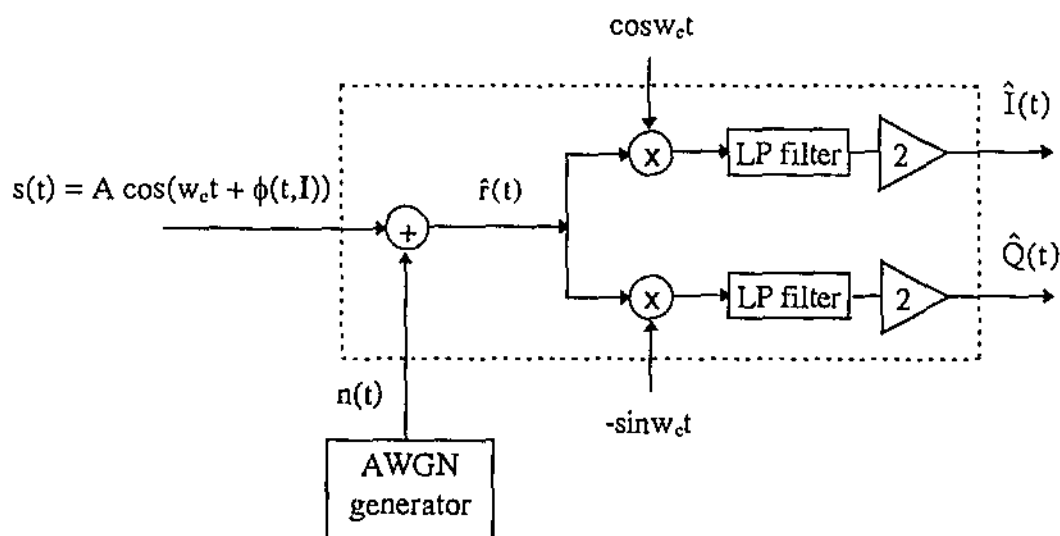 cosw_ct
Î(t)
LP filter
2
x
s(t) = A cos(w_ct + ϕ(t,I))
r̂(t)
+
Q̂(t)
LP filter
2
x
n(t)
-sinw_ct
AWGN
generator